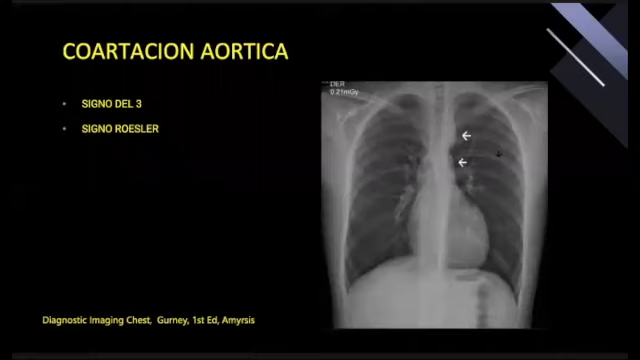 COARTACION AORTICA
• SIGNO DEL 3
• SIGNO ROESLER
DER
0.21mGy
Diagnostic Imaging Chest, Gurney, 1st Ed, Amyrsis